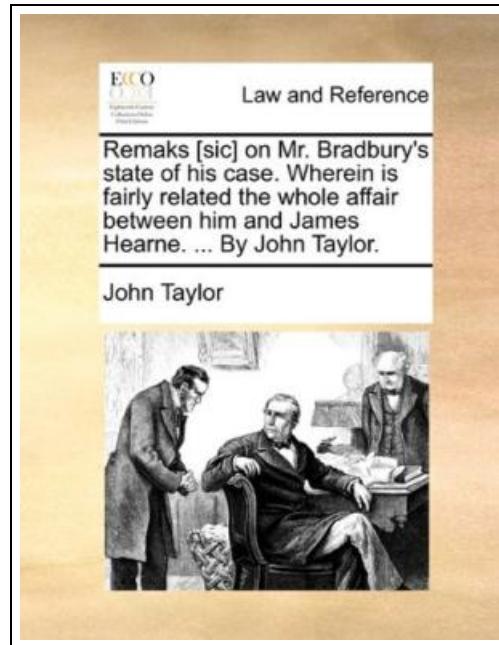 ECCO
Law and Reference
Remaks [sic] on Mr. Bradbury's
state of his case. Wherein is
fairly related the whole affair
between him and James
Hearne. ... By John Taylor.
John Taylor